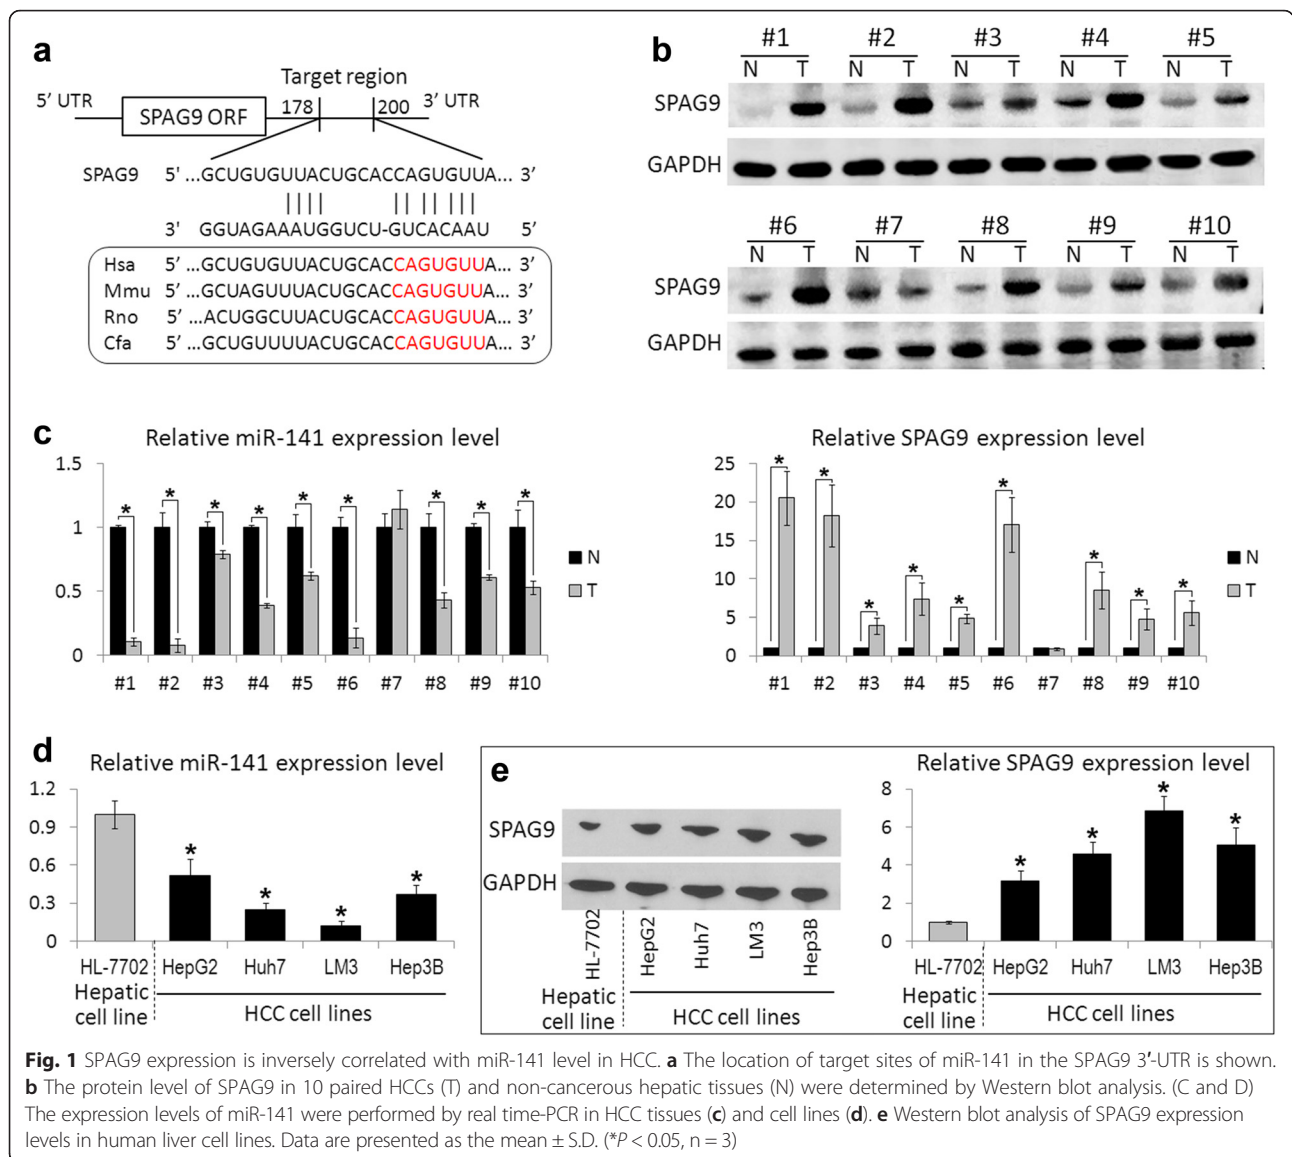 a
Target region
5' UTR
SPAG9 ORF
178
200
3' UTR
SPAG9 5' ...GCUGUGUUACUGCACCAGUGUUA... 3'
3' GGUAGAAAUGGUCU-GUCACAAU 5'
Hsa 5' ...GCUGUGUUACUGCACCAGUGUUA... 3'
Mmu 5' ...GCUAGUUUACUGCACCAGUGUUA... 3'
Rno 5' ...ACUGGCUUACUGCACCAGUGUUA... 3'
Cfa 5' ...GCUGUUUUACUGCACCAGUGUUA... 3'
b
#1 #2 #3 #4 #5
N T N T N T N T N T
SPAG9
GAPDH
#6 #7 #8 #9 #10
N T N T N T N T N T
SPAG9
GAPDH
c
Relative miR-141 expression level
1.5
1
0.5
0
* * * * * * * * *
#1 #2 #3 #4 #5 #6 #7 #8 #9 #10
N
T
Relative SPAG9 expression level
25
20
15
10
5
0
* * * * * * * * *
#1 #2 #3 #4 #5 #6 #7 #8 #9 #10
N
T
d
Relative miR-141 expression level
1.2
0.9
0.6
0.3
0
* * * *
HL-7702 HepG2 Huh7 LM3 Hep3B
Hepatic cell line
HCC cell lines
e
SPAG9
GAPDH
HL-7702 HepG2 Huh7 LM3 Hep3B
Hepatic cell line
HCC cell lines
Relative SPAG9 expression level
8
6
4
2
0
* * * *
HL-7702 HepG2 Huh7 LM3 Hep3B
Hepatic cell line
HCC cell lines
Fig. 1 SPAG9 expression is inversely correlated with miR-141 level in HCC. a The location of target sites of miR-141 in the SPAG9 3'-UTR is shown.
b The protein level of SPAG9 in 10 paired HCCs (T) and non-cancerous hepatic tissues (N) were determined by Western blot analysis. (C and D)
The expression levels of miR-141 were performed by real time-PCR in HCC tissues (c) and cell lines (d). e Western blot analysis of SPAG9 expression
levels in human liver cell lines. Data are presented as the mean ± S.D. (*P < 0.05, n = 3)